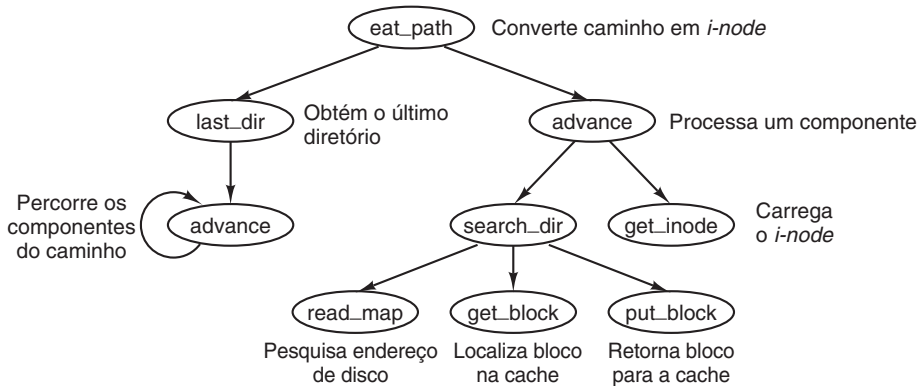 eat_path
Converte caminho em i-node
last_dir
Obtém o último
diretório
advance
Processa um componente
Percorre os
componentes
do caminho
advance
search_dir
get_inode
Carrega
o i-node
read_map
get_block
put_block
Pesquisa endereço
de disco
Localiza bloco
na cache
Retorna bloco
para a cache